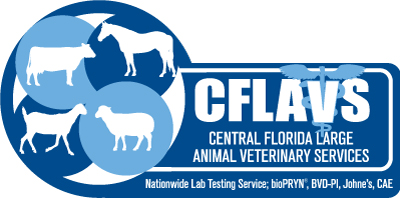 CFLAVS
CENTRAL FLORIDA LARGE
ANIMAL VETERINARY SERVICES
Nationwide Lab Testing Service; bioPRYN®, BVD-PI, Johne's, CAE